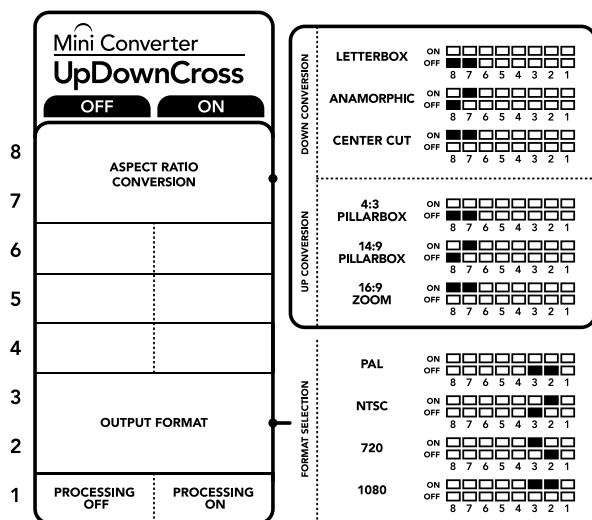 Mini Converter
UpDownCross
OFF ON
8
ASPECT RATIO
CONVERSION
7
6
5
4
3
OUTPUT FORMAT
2
1
PROCESSING
OFF
PROCESSING
ON
DOWN CONVERSION
LETTERBOX
ON
OFF
8 7 6 5 4 3 2 1
ANAMORPHIC
ON
OFF
8 7 6 5 4 3 2 1
CENTER CUT
ON
OFF
8 7 6 5 4 3 2 1
UP CONVERSION
4:3
PILLARBOX
ON
OFF
8 7 6 5 4 3 2 1
14:9
PILLARBOX
ON
OFF
8 7 6 5 4 3 2 1
16:9
ZOOM
ON
OFF
8 7 6 5 4 3 2 1
FORMAT SELECTION
PAL
ON
OFF
8 7 6 5 4 3 2 1
NTSC
ON
OFF
8 7 6 5 4 3 2 1
720
ON
OFF
8 7 6 5 4 3 2 1
1080
ON
OFF
8 7 6 5 4 3 2 1